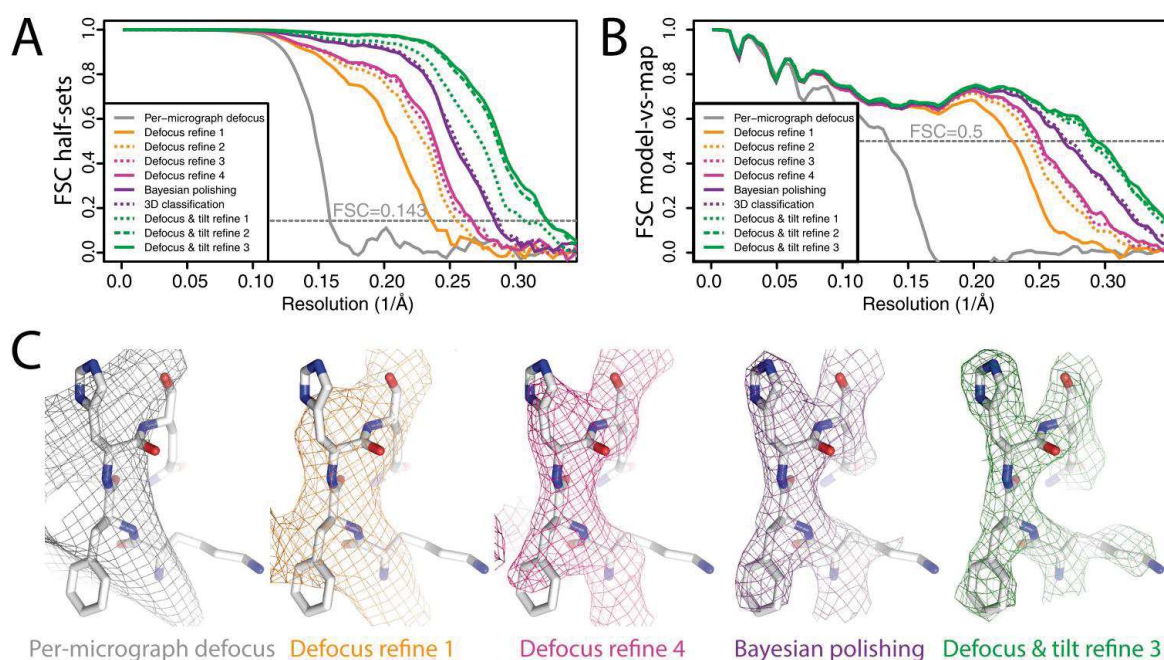 A
FSC half-sets
1.0
0.8
0.6
0.4
0.2
0.0
Per-micrograph defocus
Defocus refine 1
Defocus refine 2
Defocus refine 3
Defocus refine 4
Bayesian polishing
3D classification
Defocus & tilt refine 1
Defocus & tilt refine 2
Defocus & tilt refine 3
FSC=0.143
0.00 0.05 0.10 0.15 0.20 0.25 0.30
Resolution (1/Å)
B
FSC model-vs-map
1.0
0.8
0.6
0.4
0.2
0.0
Per-micrograph defocus
Defocus refine 1
Defocus refine 2
Defocus refine 3
Defocus refine 4
Bayesian polishing
3D classification
Defocus & tilt refine 1
Defocus & tilt refine 2
Defocus & tilt refine 3
FSC=0.5
0.00 0.05 0.10 0.15 0.20 0.25 0.30
Resolution (1/Å)
C
Per-micrograph defocus Defocus refine 1 Defocus refine 4 Bayesian polishing Defocus & tilt refine 3